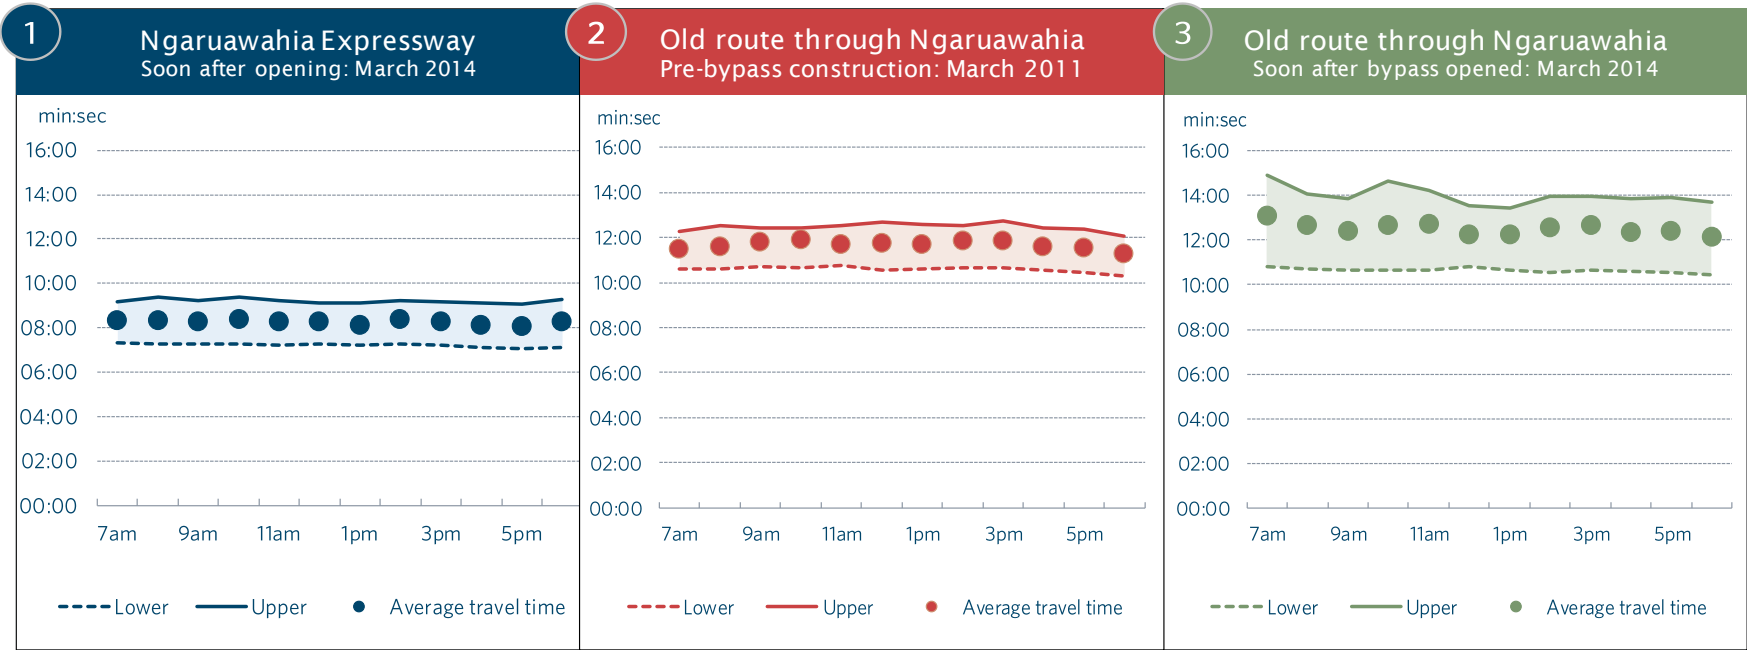 1
Ngaruawahia Expressway
Soon after opening: March 2014
min:sec
16:00
14:00
12:00
10:00
08:00
06:00
04:00
02:00
00:00
7am 9am 11am 1pm 3pm 5pm
Lower Upper Average travel time
2
Old route through Ngaruawahia
Pre-bypass construction: March 2011
min:sec
16:00
14:00
12:00
10:00
08:00
06:00
04:00
02:00
00:00
7am 9am 11am 1pm 3pm 5pm
Lower Upper Average travel time
3
Old route through Ngaruawahia
Soon after bypass opened: March 2014
min:sec
16:00
14:00
12:00
10:00
08:00
06:00
04:00
02:00
00:00
7am 9am 11am 1pm 3pm 5pm
Lower Upper Average travel time